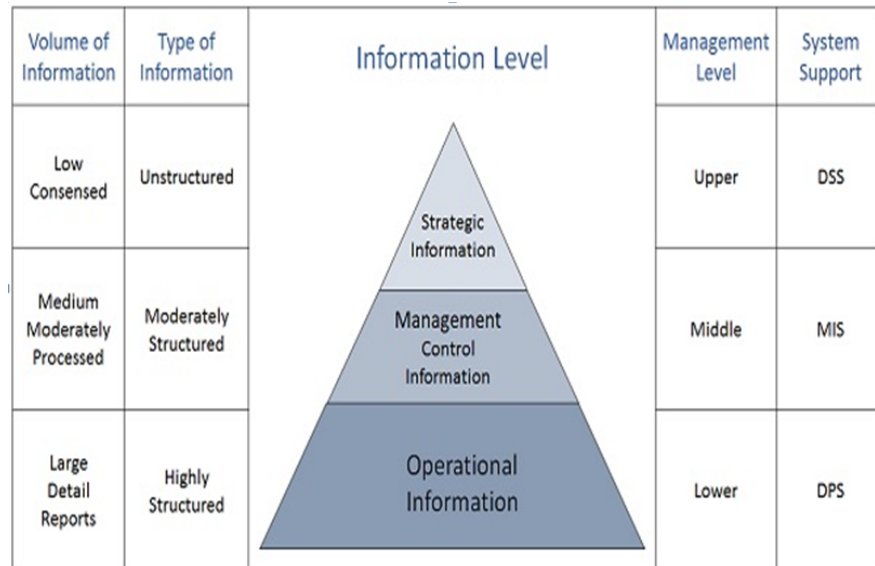 Volume of
Information
Type of
Information
Information Level
Management
Level
System
Support
Low
Consensed
Unstructured
Strategic
Information
Upper
DSS
Medium
Moderately
Processed
Moderately
Structured
Management
Control
Information
Middle
MIS
Large
Detail
Reports
Highly
Structured
Operational
Information
Lower
DPS